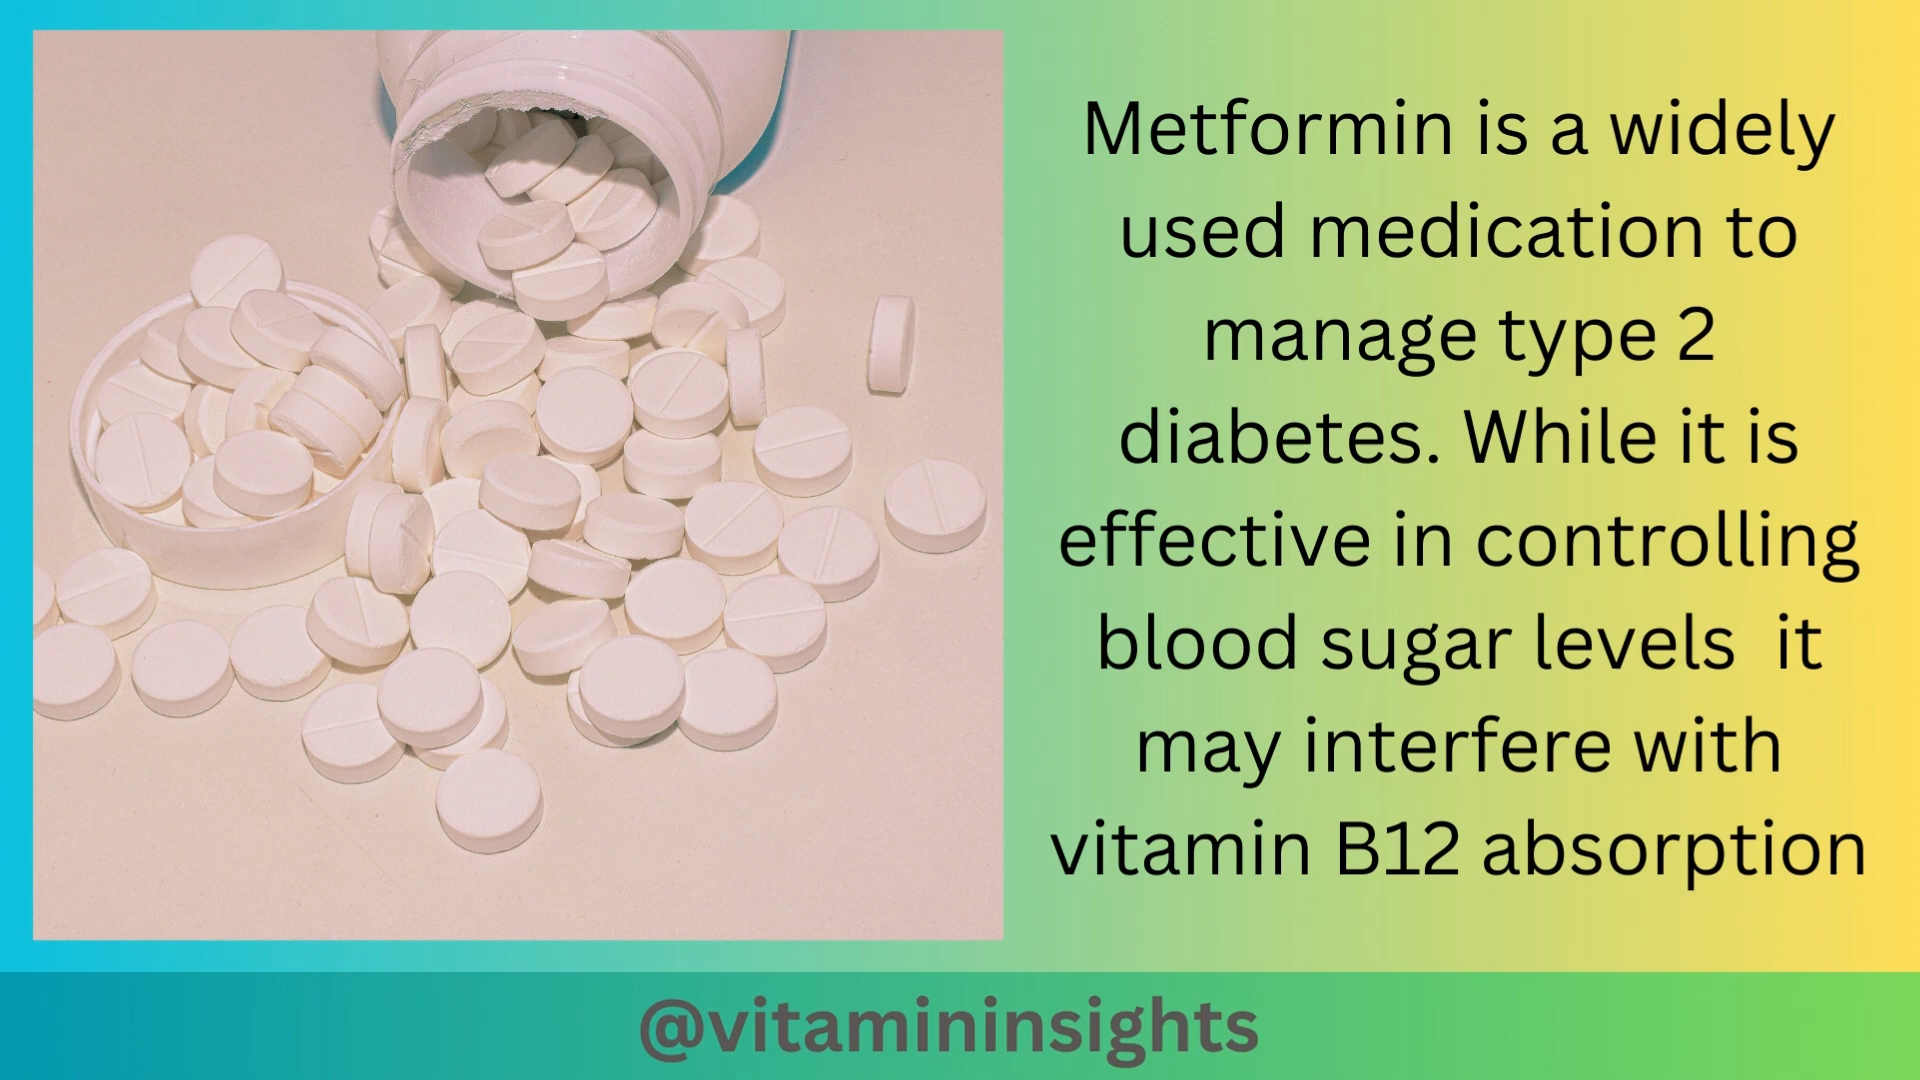 Metformin is a widely
used medication to
manage type 2
diabetes. While it is
effective in controlling
blood sugar levels  it
may interfere with
vitamin B12 absorption
@vitamininsights